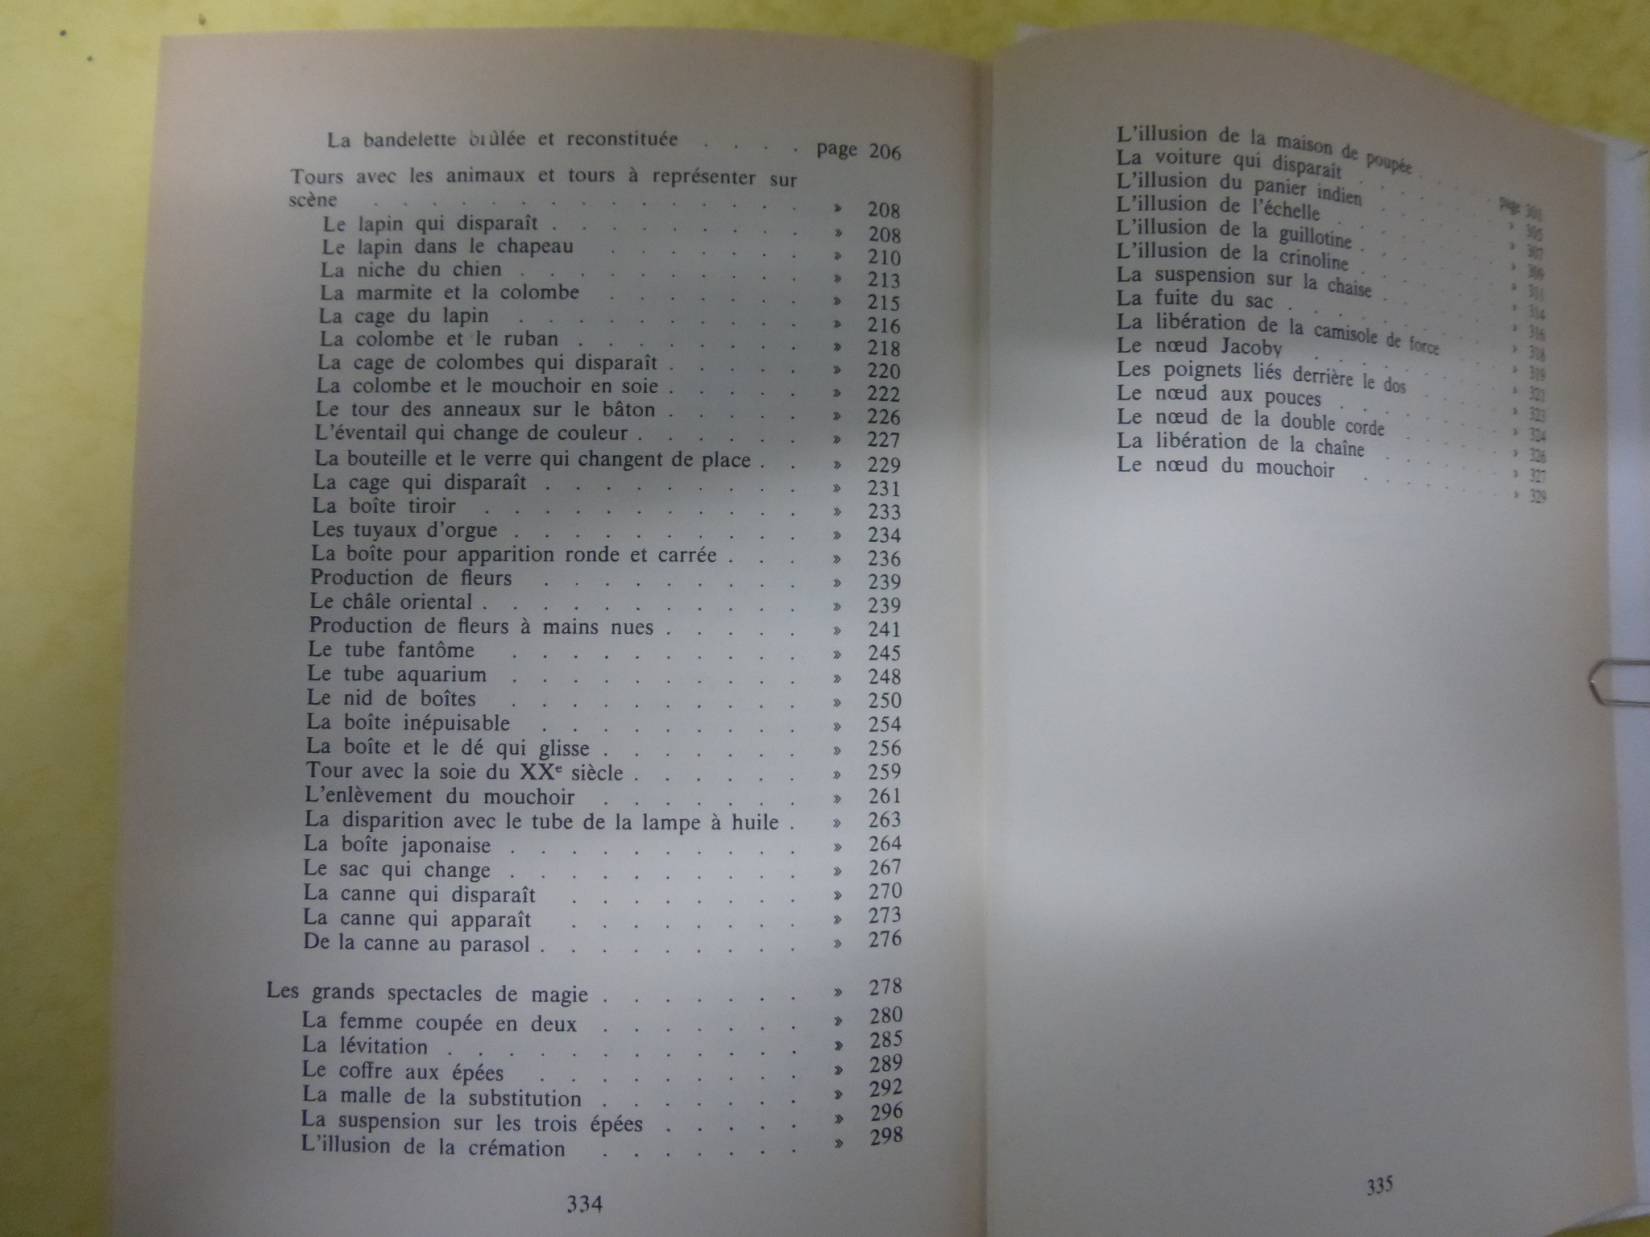 La bandelette brûlée et reconstituée . . . . page 206
Tours avec les animaux et tours à représenter sur
scène . . . . . . . . . . . . . . » 208
Le lapin qui disparaît . . . . . . . . . » 208
Le lapin dans le chapeau . . . . . . . » 210
La niche du chien . . . . . . . . . . » 213
La marmite et la colombe . . . . . . . » 215
La cage du lapin . . . . . . . . . . » 216
La colombe et le ruban . . . . . . . . » 218
La cage de colombes qui disparaît . . . . . » 220
La colombe et le mouchoir en soie . . . . . » 222
Le tour des anneaux sur le bâton . . . . . » 226
L'éventail qui change de couleur . . . . . . » 227
La bouteille et le verre qui changent de place . . » 229
La cage qui disparaît . . . . . . . . . » 231
La boîte tiroir . . . . . . . . . . . » 233
Les tuyaux d'orgue . . . . . . . . . . » 234
La boîte pour apparition ronde et carrée . . . » 236
Production de fleurs . . . . . . . . . » 239
Le châle oriental . . . . . . . . . . . » 239
Production de fleurs à mains nues . . . . . » 241
Le tube fantôme . . . . . . . . . . » 245
Le tube aquarium . . . . . . . . . . » 248
Le nid de boîtes . . . . . . . . . . » 250
La boîte inépuisable . . . . . . . . . » 254
La boîte et le dé qui glisse . . . . . . . » 256
Tour avec la soie du XXe siècle . . . . . . » 259
L'enlèvement du mouchoir . . . . . . . » 261
La disparition avec le tube de la lampe à huile . » 263
La boîte japonaise . . . . . . . . . . » 264
Le sac qui change . . . . . . . . . . » 267
La canne qui disparaît . . . . . . . . » 270
La canne qui apparaît . . . . . . . . » 273
De la canne au parasol . . . . . . . . . » 276
Les grands spectacles de magie . . . . . . . » 278
La femme coupée en deux . . . . . . . » 280
La lévitation . . . . . . . . . . . . » 285
Le coffre aux épées . . . . . . . . . » 289
La malle de la substitution . . . . . . . » 292
La suspension sur les trois épées . . . . . » 296
L'illusion de la crémation . . . . . . . » 298
334
L'illusion de la maison de poupée . . . . page 301
La voiture qui disparaît . . . . . . . » 305
L'illusion du panier indien . . . . . . » 307
L'illusion de l'échelle . . . . . . . » 309
L'illusion de la guillotine . . . . . . » 311
L'illusion de la crinoline . . . . . . » 314
La suspension sur la chaise . . . . . . » 316
La fuite du sac . . . . . . . . . » 318
La libération de la camisole de force . . » 319
Le nœud Jacoby . . . . . . . . » 321
Les poignets liés derrière le dos . . . . » 323
Le nœud aux pouces . . . . . . . » 324
Le nœud de la double corde . . . . . » 326
La libération de la chaîne . . . . . . » 327
Le nœud du mouchoir . . . . . . . » 329
335